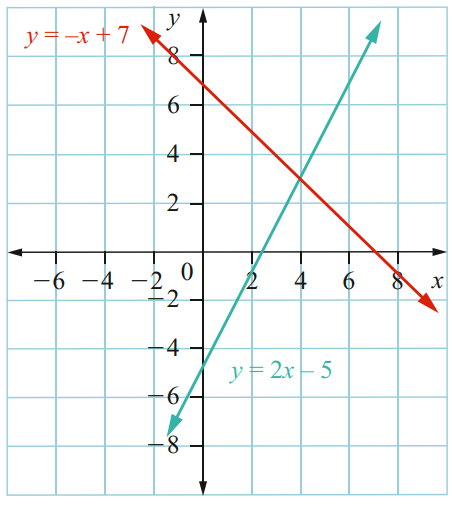 y
y = –x + 7
8
6
4
2
0
–6 –4 –2 2 4 6 8 x
–2
–4
y = 2x – 5
–6
–8